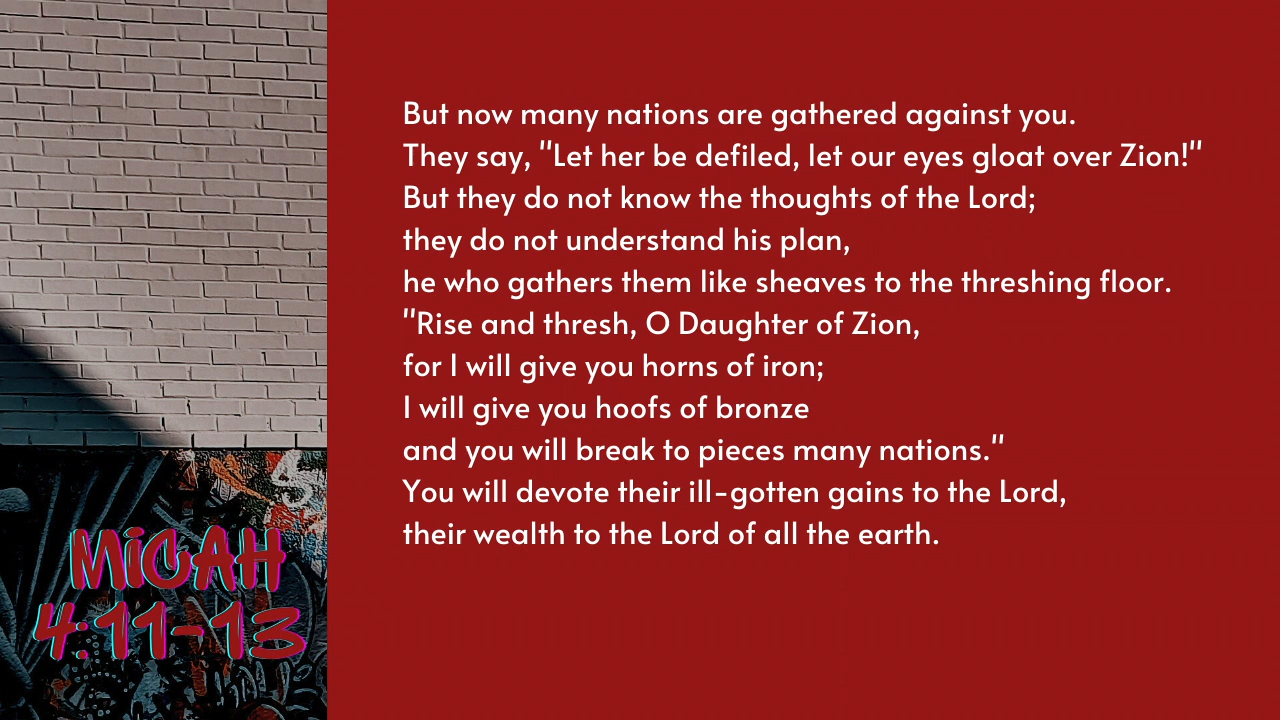 But now many nations are gathered against you.
They say, "Let her be defiled, let our eyes gloat over Zion!"
But they do not know the thoughts of the Lord;
they do not understand his plan,
he who gathers them like sheaves to the threshing floor.
"Rise and thresh, O Daughter of Zion,
for I will give you horns of iron;
I will give you hoofs of bronze
and you will break to pieces many nations."
You will devote their ill-gotten gains to the Lord,
their wealth to the Lord of all the earth.
MICAH
4:11-13